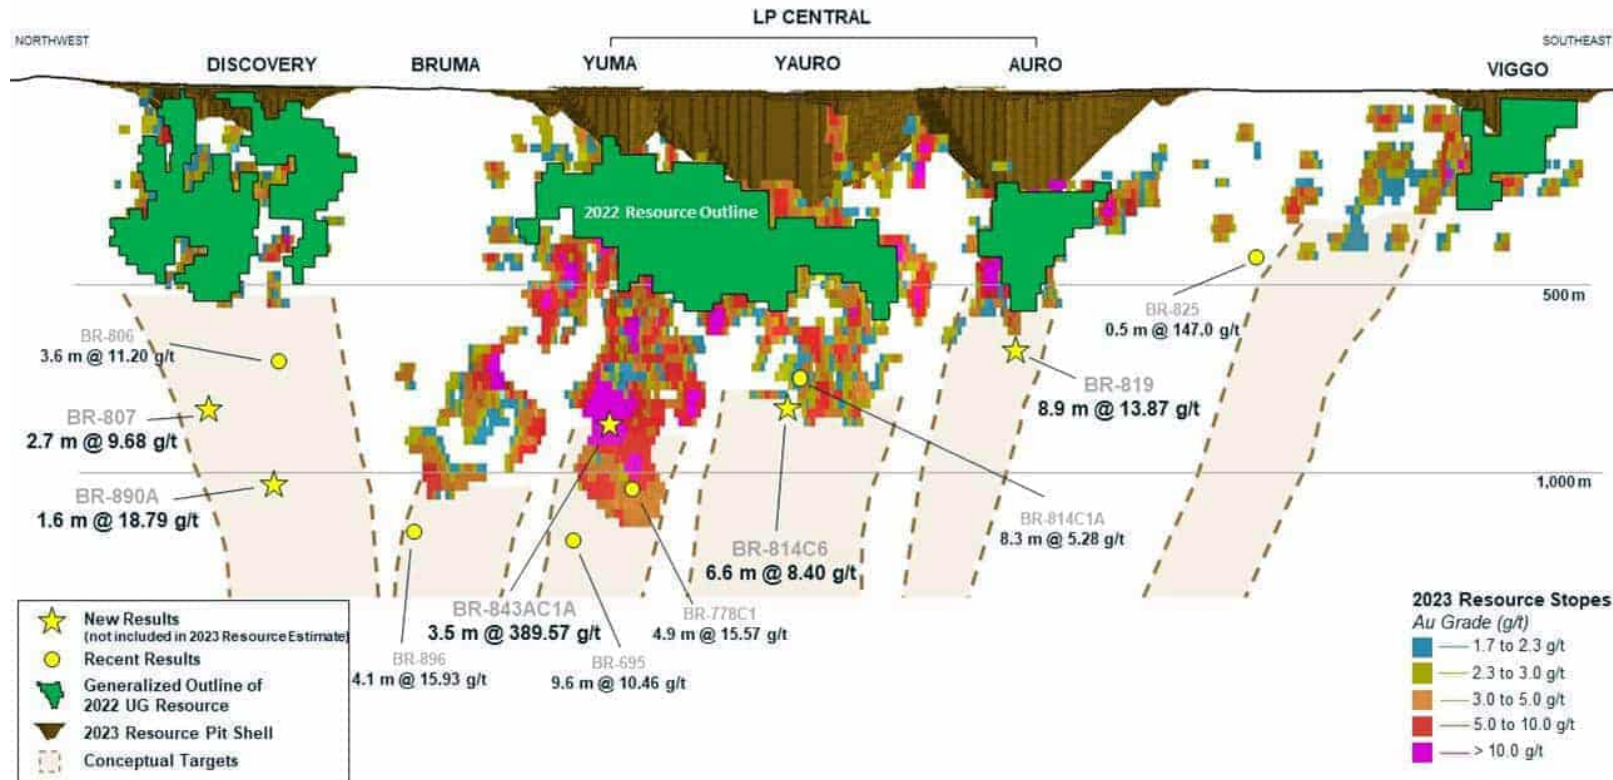 LP CENTRAL
NORTHWEST
SOUTHEAST
DISCOVERY
BRUMA
YUMA
YAURO
AURO
VIGGO
2022 Resource Outline
500 m
BR-825
0.5 m @ 147.0 g/t
BR-806
3.6 m @ 11.20 g/t
BR-819
8.9 m @ 13.87 g/t
BR-807
2.7 m @ 9.68 g/t
1,000 m
BR-890A
1.6 m @ 18.79 g/t
BR-814C1A
8.3 m @ 5.28 g/t
BR-814C6
6.6 m @ 8.40 g/t
BR-843AC1A
3.5 m @ 389.57 g/t
BR-778C1
4.9 m @ 15.57 g/t
BR-896
4.1 m @ 15.93 g/t
BR-695
9.6 m @ 10.46 g/t
New Results
(not included in 2023 Resource Estimate)
Recent Results
Generalized Outline of
2022 UG Resource
2023 Resource Pit Shell
Conceptual Targets
2023 Resource Stopes
Au Grade (g/t)
1.7 to 2.3 g/t
2.3 to 3.0 g/t
3.0 to 5.0 g/t
5.0 to 10.0 g/t
> 10.0 g/t